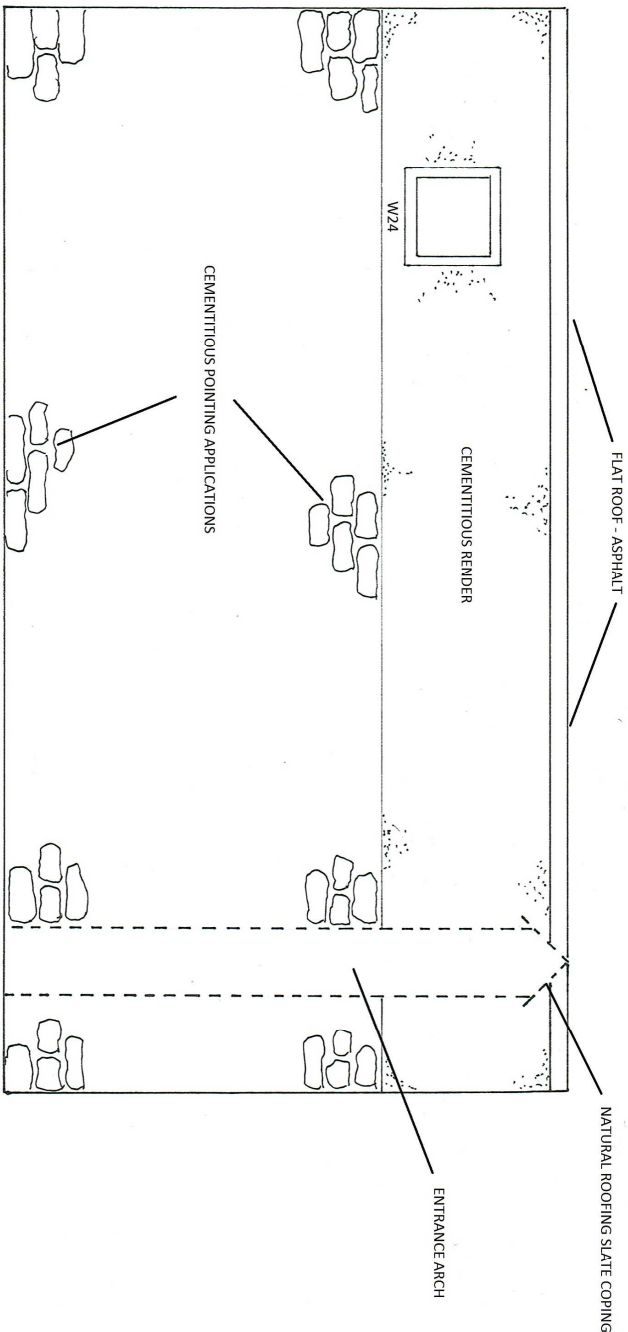 FLAT ROOF - ASPHALT
NATURAL ROOFING SLATE COPING
CEMENTITIOUS RENDER
W24
ENTRANCE ARCH
CEMENTITIOUS POINTING APPLICATIONS